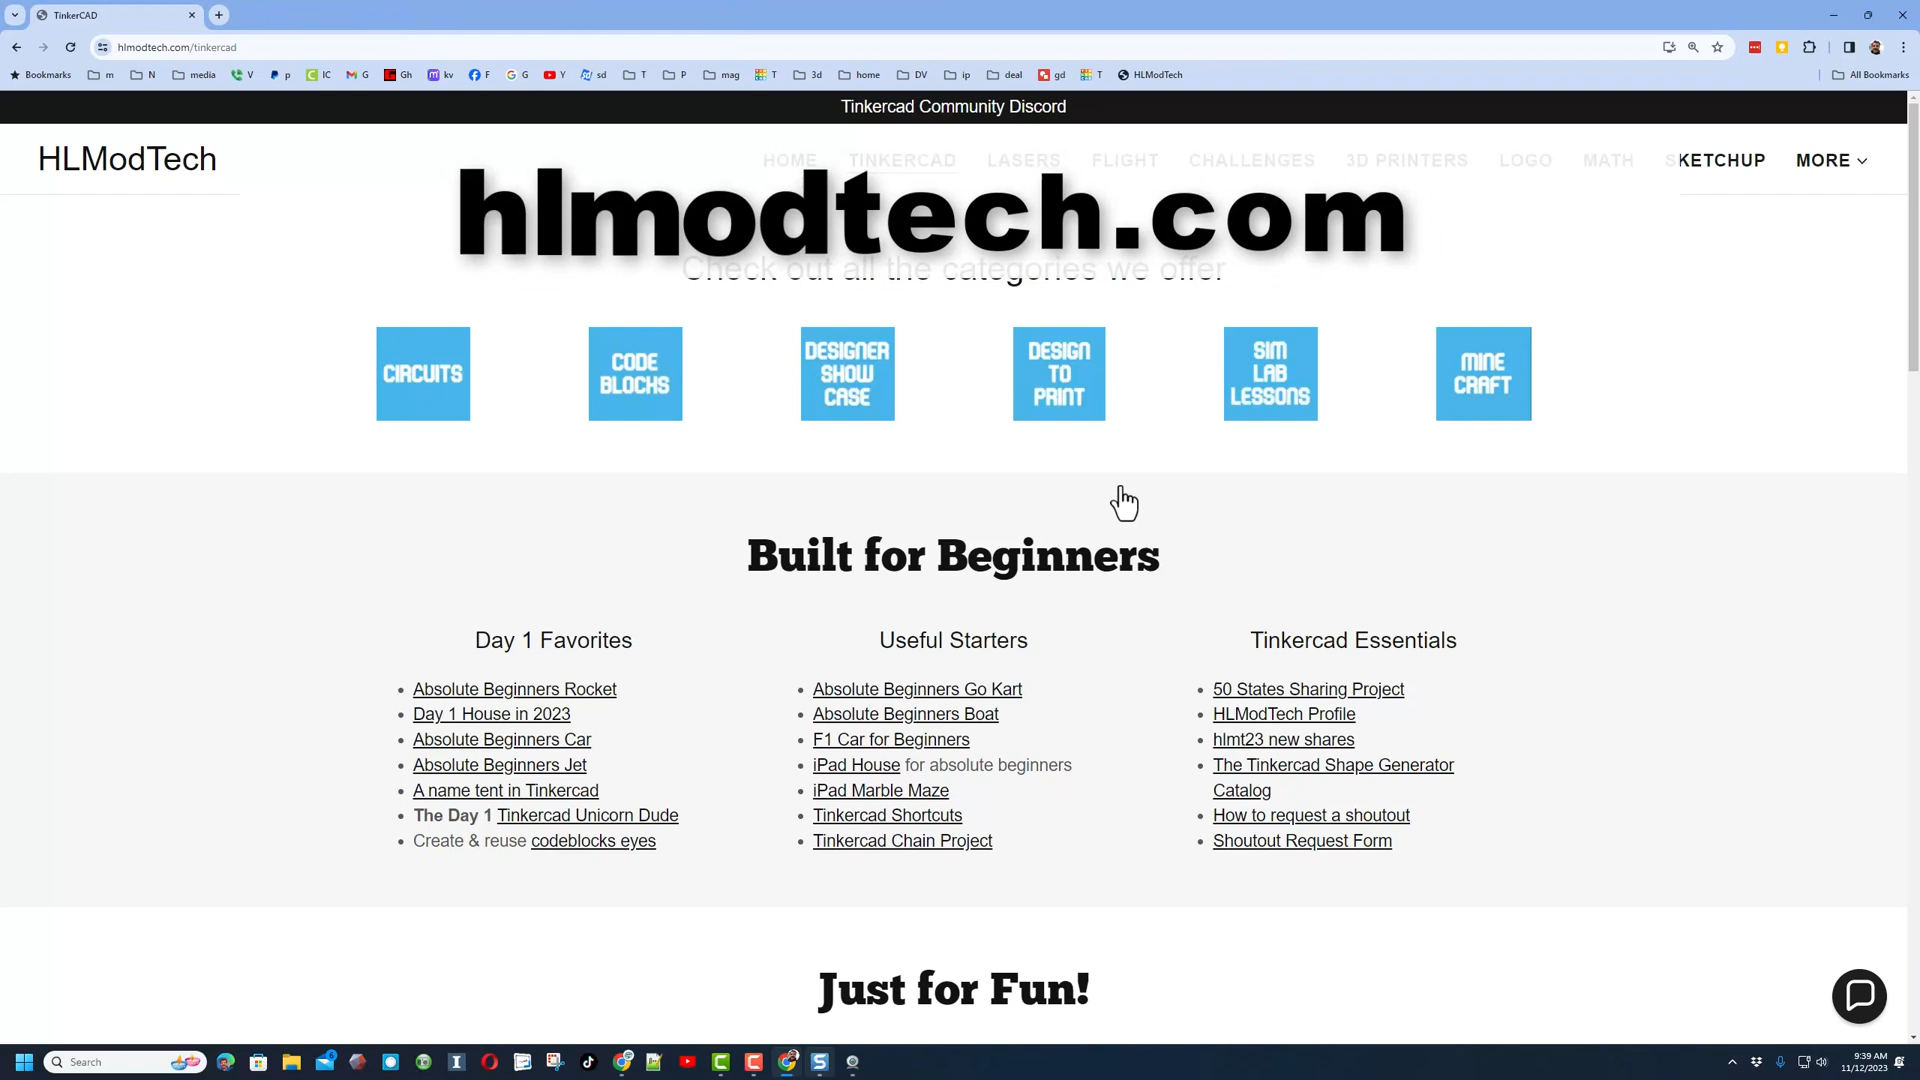 TinkerCAD
hlmodtech.com/tinkercad
Bookmarks m N media V p IC G Gh kv F G Y sd T P mag T 3d home DV ip deal gd T HLModTech All Bookmarks
Tinkercad Community Discord
HLModTech
HOME TINKERCAD LASERS FLIGHT CHALLENGES 3D PRINTERS LOGO MATH SKETCHUP MORE
hlmodtech.com
Check out all the categories we offer
CIRCUITS
CODE
BLOCKS
DESIGNER
SHOW
CASE
DESIGN
TO
PRINT
SIM
LAB
LESSONS
MINE
CRAFT
Built for Beginners
Day 1 Favorites
Absolute Beginners Rocket
Day 1 House in 2023
Absolute Beginners Car
Absolute Beginners Jet
A name tent in Tinkercad
The Day 1 Tinkercad Unicorn Dude
Create & reuse codeblocks eyes
Useful Starters
Absolute Beginners Go Kart
Absolute Beginners Boat
F1 Car for Beginners
iPad House for absolute beginners
iPad Marble Maze
Tinkercad Shortcuts
Tinkercad Chain Project
Tinkercad Essentials
50 States Sharing Project
HLModTech Profile
hlmt23 new shares
The Tinkercad Shape Generator
Catalog
How to request a shoutout
Shoutout Request Form
Just for Fun!
Search
9:39 AM
11/12/2023